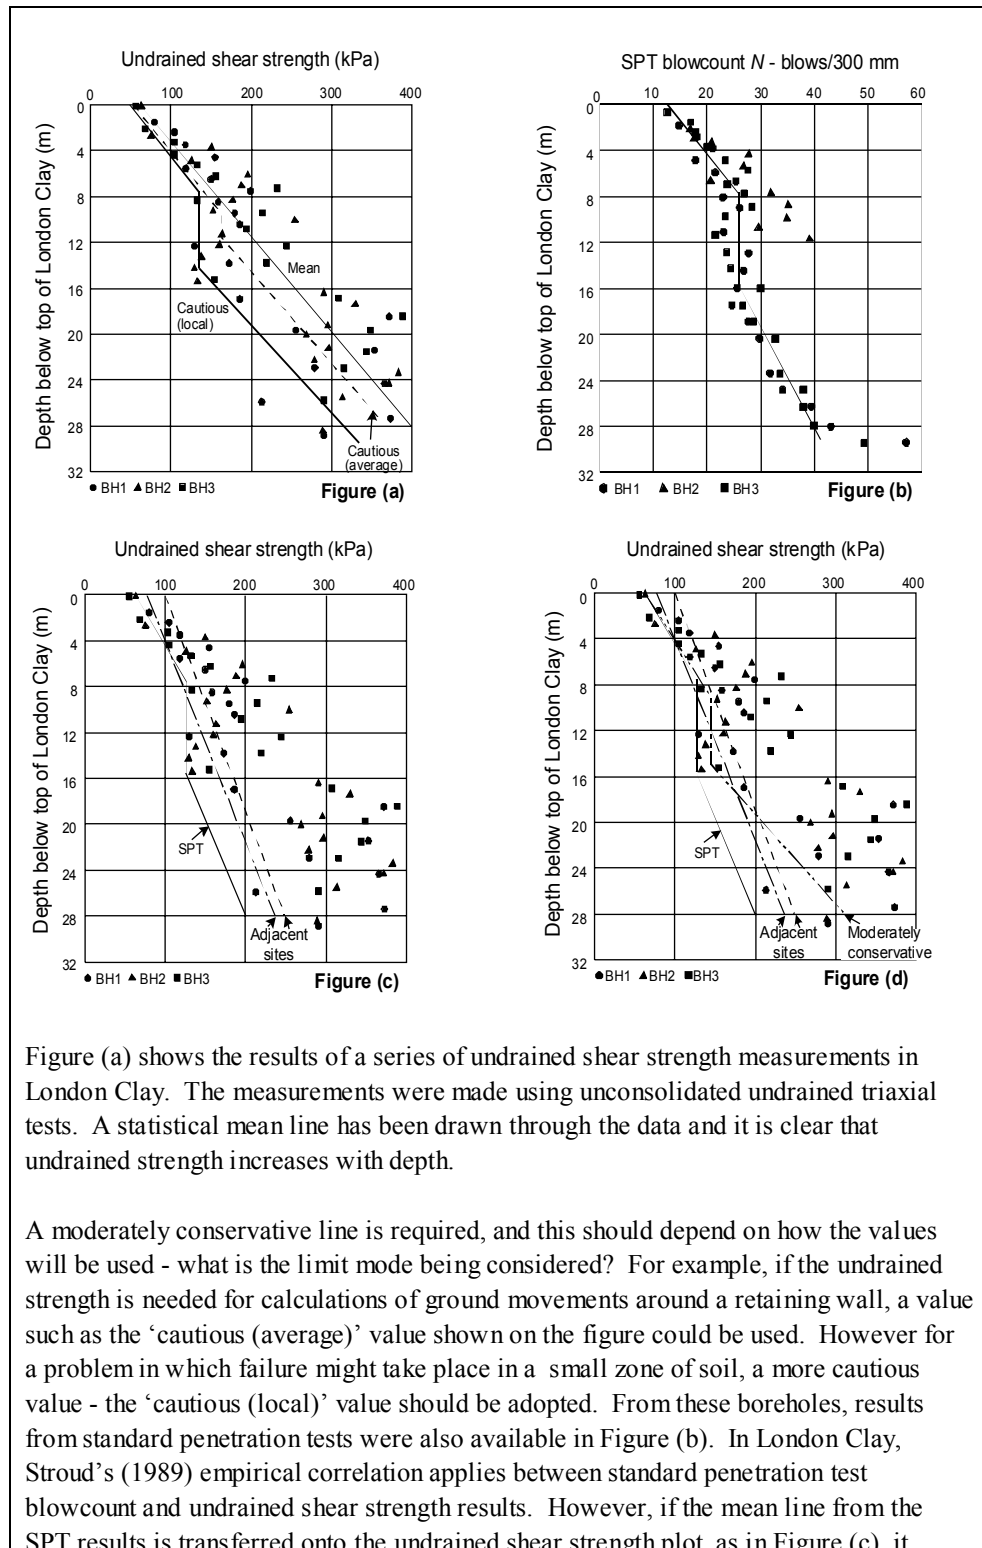 Undrained shear strength (kPa)
0 100 200 300 400
Depth below top of London Clay (m)
0
4
8
12
16
20
24
28
32
Mean
Cautious
(local)
Cautious
(average)
BH1 BH2 BH3
Figure (a)
SPT blowcount N - blows/300 mm
0 10 20 30 40 50 60
Depth below top of London Clay (m)
0
4
8
12
16
20
24
28
32
BH1 BH2 BH3
Figure (b)
Undrained shear strength (kPa)
0 100 200 300 400
Depth below top of London Clay (m)
0
4
8
12
16
20
24
28
32
SPT
Adjacent
sites
BH1 BH2 BH3
Figure (c)
Undrained shear strength (kPa)
0 100 200 300 400
Depth below top of London Clay (m)
0
4
8
12
16
20
24
28
32
SPT
Adjacent
sites
Moderately
conservative
BH1 BH2 BH3
Figure (d)
Figure (a) shows the results of a series of undrained shear strength measurements in
London Clay. The measurements were made using unconsolidated undrained triaxial
tests. A statistical mean line has been drawn through the data and it is clear that
undrained strength increases with depth.
A moderately conservative line is required, and this should depend on how the values
will be used - what is the limit mode being considered? For example, if the undrained
strength is needed for calculations of ground movements around a retaining wall, a value
such as the ‘cautious (average)’ value shown on the figure could be used. However for
a problem in which failure might take place in a small zone of soil, a more cautious
value - the ‘cautious (local)’ value should be adopted. From these boreholes, results
from standard penetration tests were also available in Figure (b). In London Clay,
Stroud’s (1989) empirical correlation applies between standard penetration test
blowcount and undrained shear strength results. However, if the mean line from the
SPT results is transferred onto the undrained shear strength plot, as in Figure (c), it